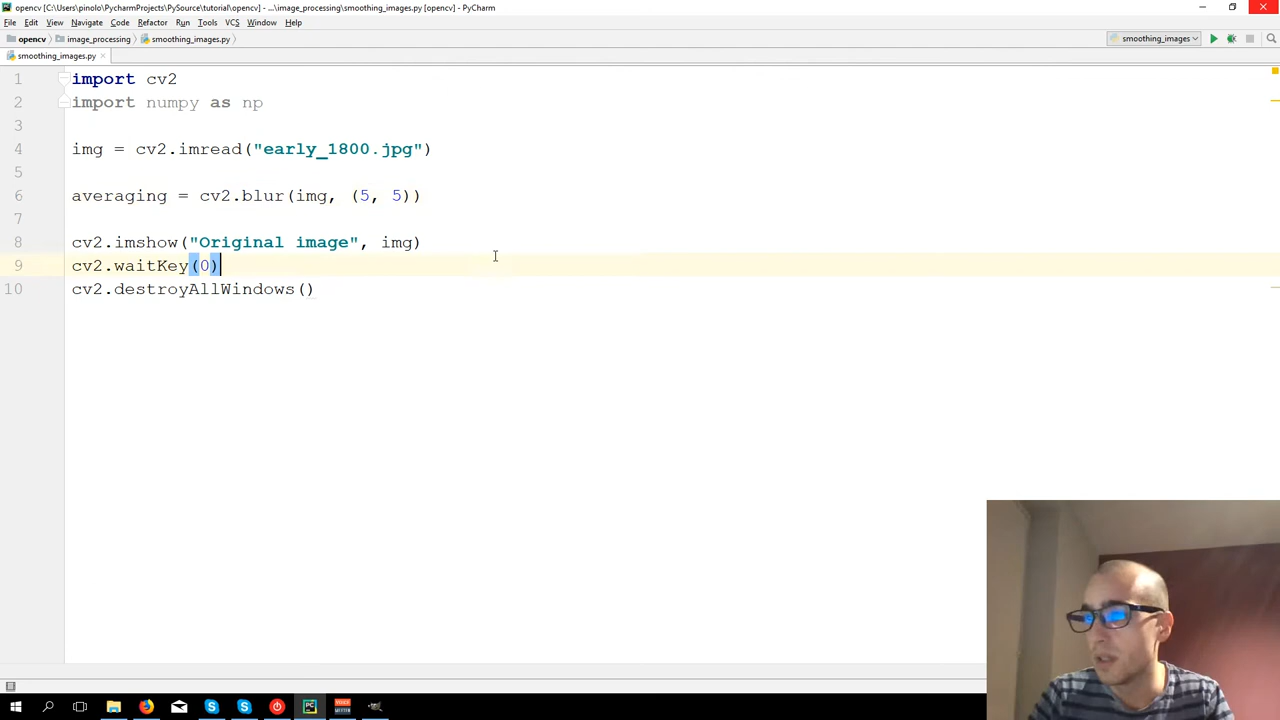 opencv [C:\Users\pinolo\PycharmProjects\PySource\tutorial\opencv] - ...\image_processing\smoothing_images.py [opencv] - PyCharm
File Edit View Navigate Code Refactor Run Tools VCS Window Help
opencv image_processing smoothing_images.py smoothing_images
smoothing_images.py
1 import cv2
2 import numpy as np
3
4 img = cv2.imread("early_1800.jpg")
5
6 averaging = cv2.blur(img, (5, 5))
7
8 cv2.imshow("Original image", img)
9 cv2.waitKey(0)
10 cv2.destroyAllWindows()